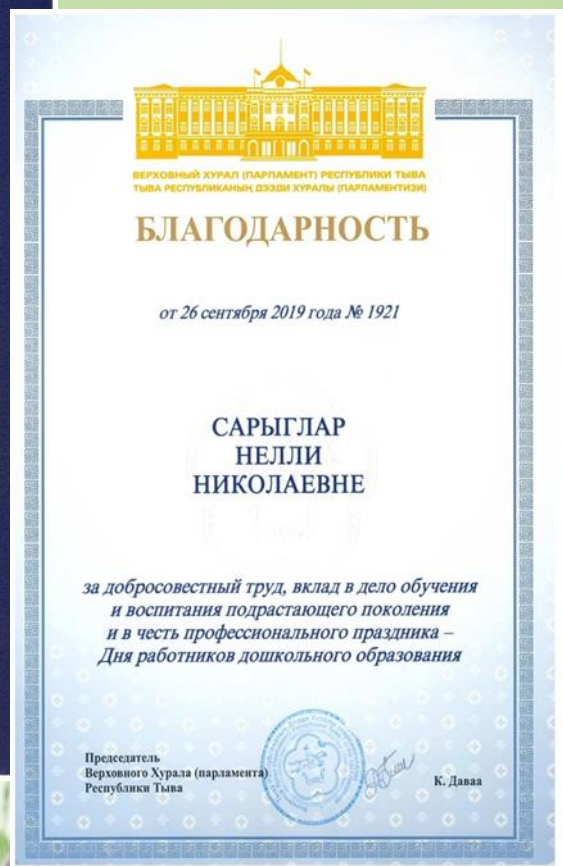 ВЕРХОВНЫЙ ХУРАЛ (ПАРЛАМЕНТ) РЕСПУБЛИКИ ТЫВА
ТЫВА РЕСПУБЛИКАНЫҢ ДЭЭДИ ХУРАЛЫ (ПАРЛАМЕНТИЗИ)
БЛАГОДАРНОСТЬ
от 26 сентября 2019 года № 1921
САРЫГЛАР
НЕЛЛИ
НИКОЛАЕВНЕ
за добросовестный труд, вклад в дело обучения
и воспитания подрастающего поколения
и в честь профессионального праздника –
Дня работников дошкольного образования
Председатель
Верховного Хурала (парламента)
Республики Тыва
К. Даваа